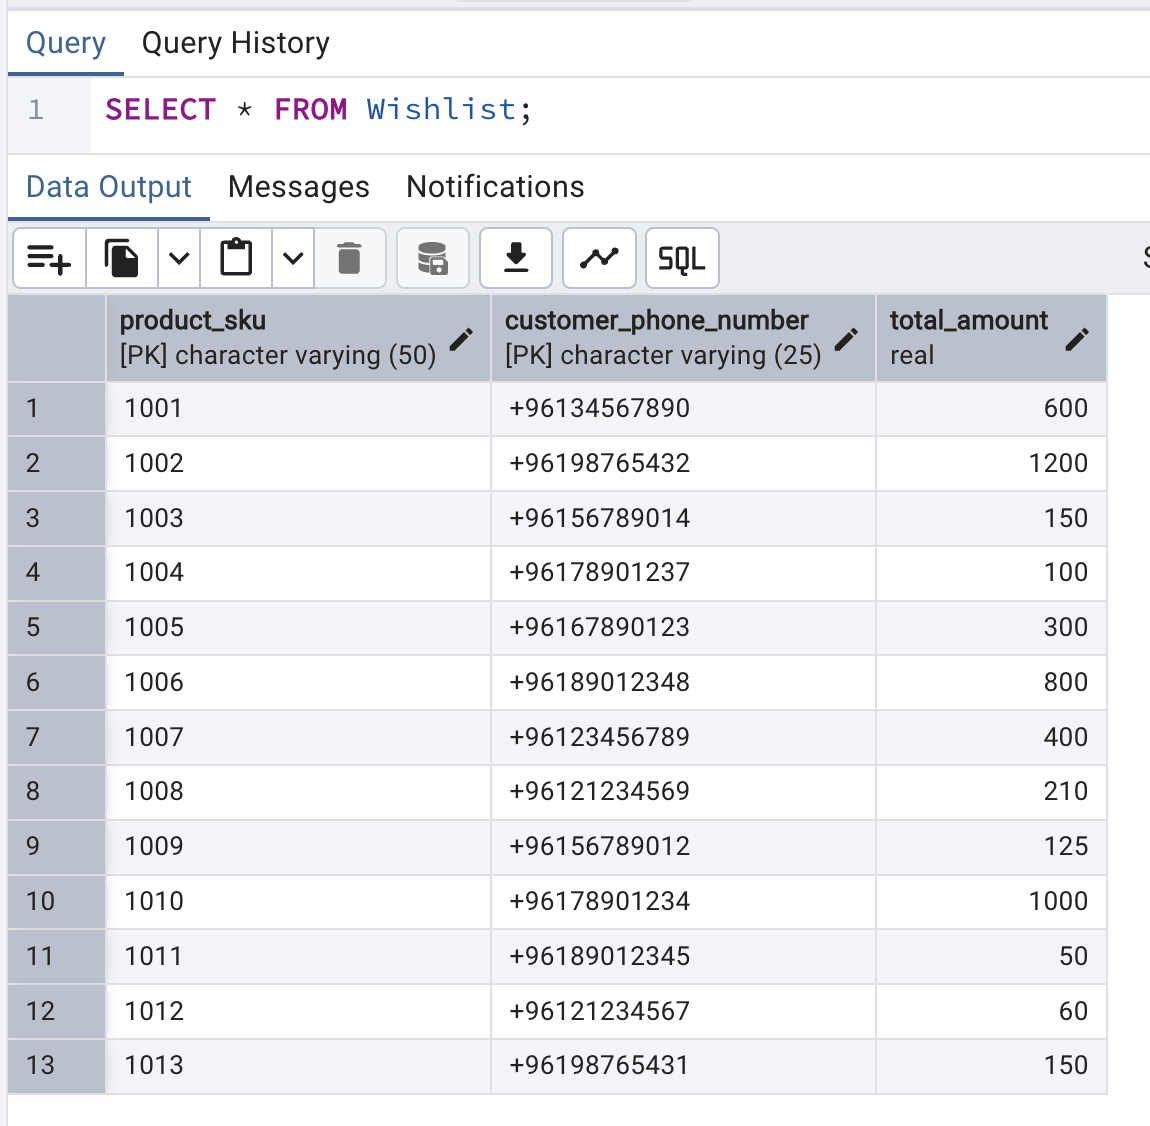 Query Query History
1 SELECT * FROM Wishlist;
Data Output Messages Notifications
SQL
product_sku customer_phone_number total_amount
[PK] character varying (50) [PK] character varying (25) real
1 1001 +96134567890 600
2 1002 +96198765432 1200
3 1003 +96156789014 150
4 1004 +96178901237 100
5 1005 +96167890123 300
6 1006 +96189012348 800
7 1007 +96123456789 400
8 1008 +96121234569 210
9 1009 +96156789012 125
10 1010 +96178901234 1000
11 1011 +96189012345 50
12 1012 +96121234567 60
13 1013 +96198765431 150